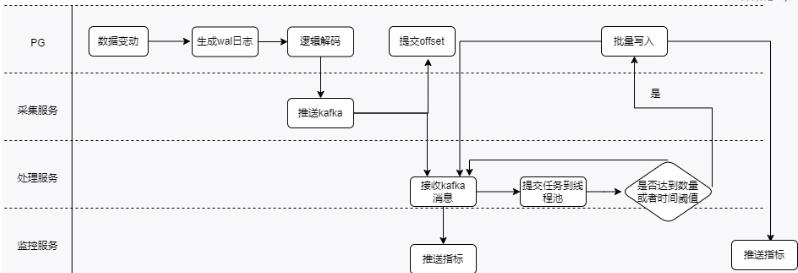 PG
数据变动
生成wal日志
逻辑解码
提交offset
批量写入
采集服务
推送kafka
是
处理服务
接收kafka
消息
提交任务到线
程池
是否达到数量
或者时间阈值
监控服务
推送指标
推送指标